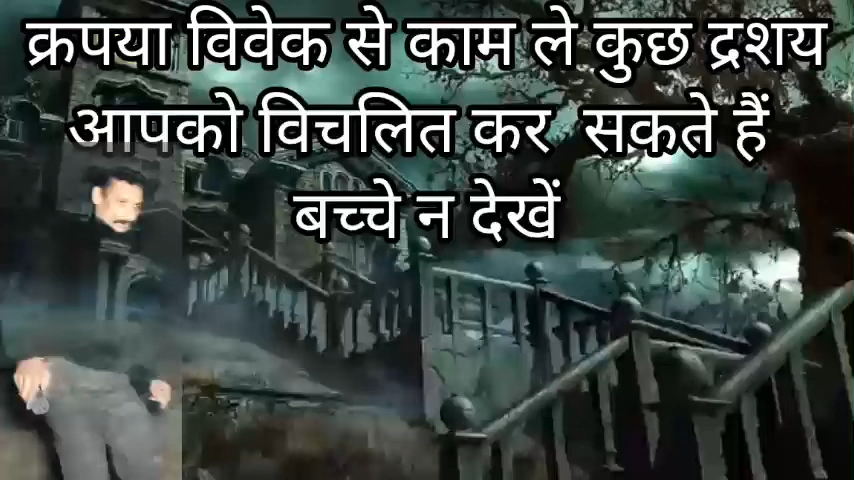 क्रपया विवेक से काम ले कुछ द्रशय
आपको विचलित कर सकते हैं
बच्चे न देखें